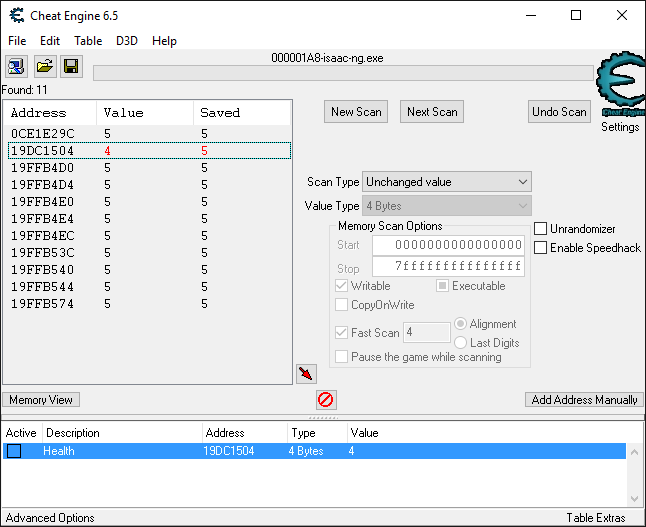 Cheat Engine 6.5
File Edit Table D3D Help
000001A8-isaac-ng.exe
Found: 11
Address Value Saved
0CE1E29C 5 5
19DC1504 4 5
19FFB4D0 5 5
19FFB4D4 5 5
19FFB4E0 5 5
19FFB4E4 5 5
19FFB4EC 5 5
19FFB53C 5 5
19FFB540 5 5
19FFB544 5 5
19FFB574 5 5
New Scan Next Scan Undo Scan
Cheat Engine
Settings
Scan Type Unchanged value
Value Type 4 Bytes
Memory Scan Options
Start 0000000000000000
Stop 7fffffffffffffff
Writable Executable
CopyOnWrite
Fast Scan 4 Alignment
Last Digits
Pause the game while scanning
Unrandomizer
Enable Speedhack
Memory View Add Address Manually
Active Description Address Type Value
Health 19DC1504 4 Bytes 4
Advanced Options Table Extras